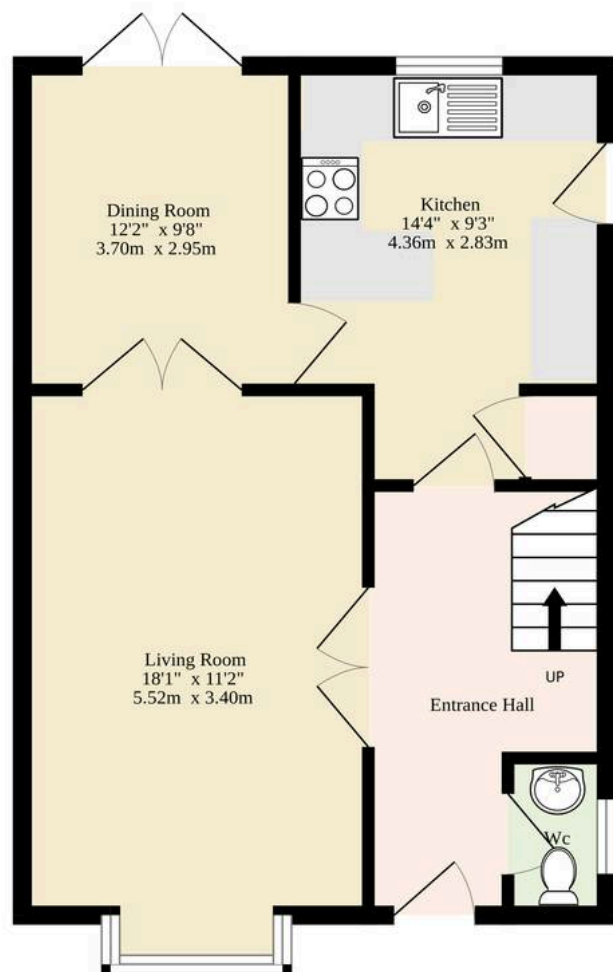 Dining Room
12'2" x 9'8"
3.70m x 2.95m
Kitchen
14'4" x 9'3"
4.36m x 2.83m
Living Room
18'1" x 11'2"
5.52m x 3.40m
UP
Entrance Hall
Wc